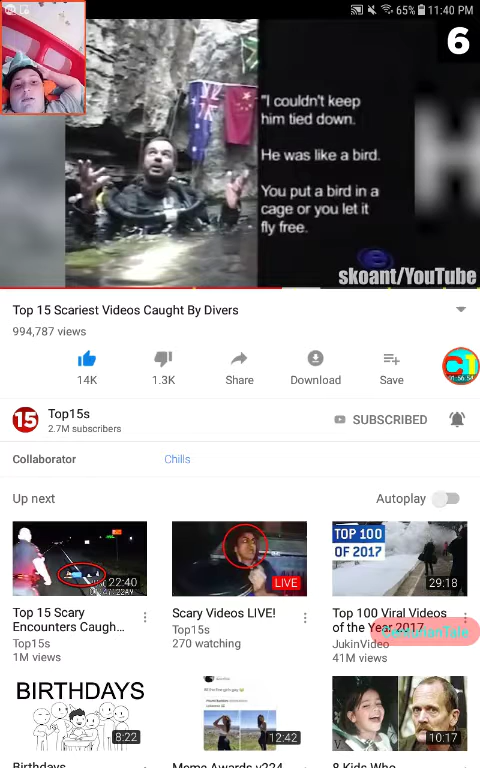 65% 11:40 PM
6
"I couldn't keep
him tied down.
He was like a bird.
You put a bird in a
cage or you let it
fly free.
skoant/YouTube
Top 15 Scariest Videos Caught By Divers
994,787 views
14K 1.3K Share Download Save
15 Top15s SUBSCRIBED
2.7M subscribers
Collaborator Chills
Up next Autoplay
22:40
LIVE
TOP 100
OF 2017
29:18
Top 15 Scary
Encounters Caugh...
Top15s
1M views
Scary Videos LIVE!
Top15s
270 watching
Top 100 Viral Videos
of the Year 2017
JukinVideo
41M views
CenturianTale
BIRTHDAYS
8:22
12:42
10:17
Birthdays
Meme Awards v224
8 Kids Who